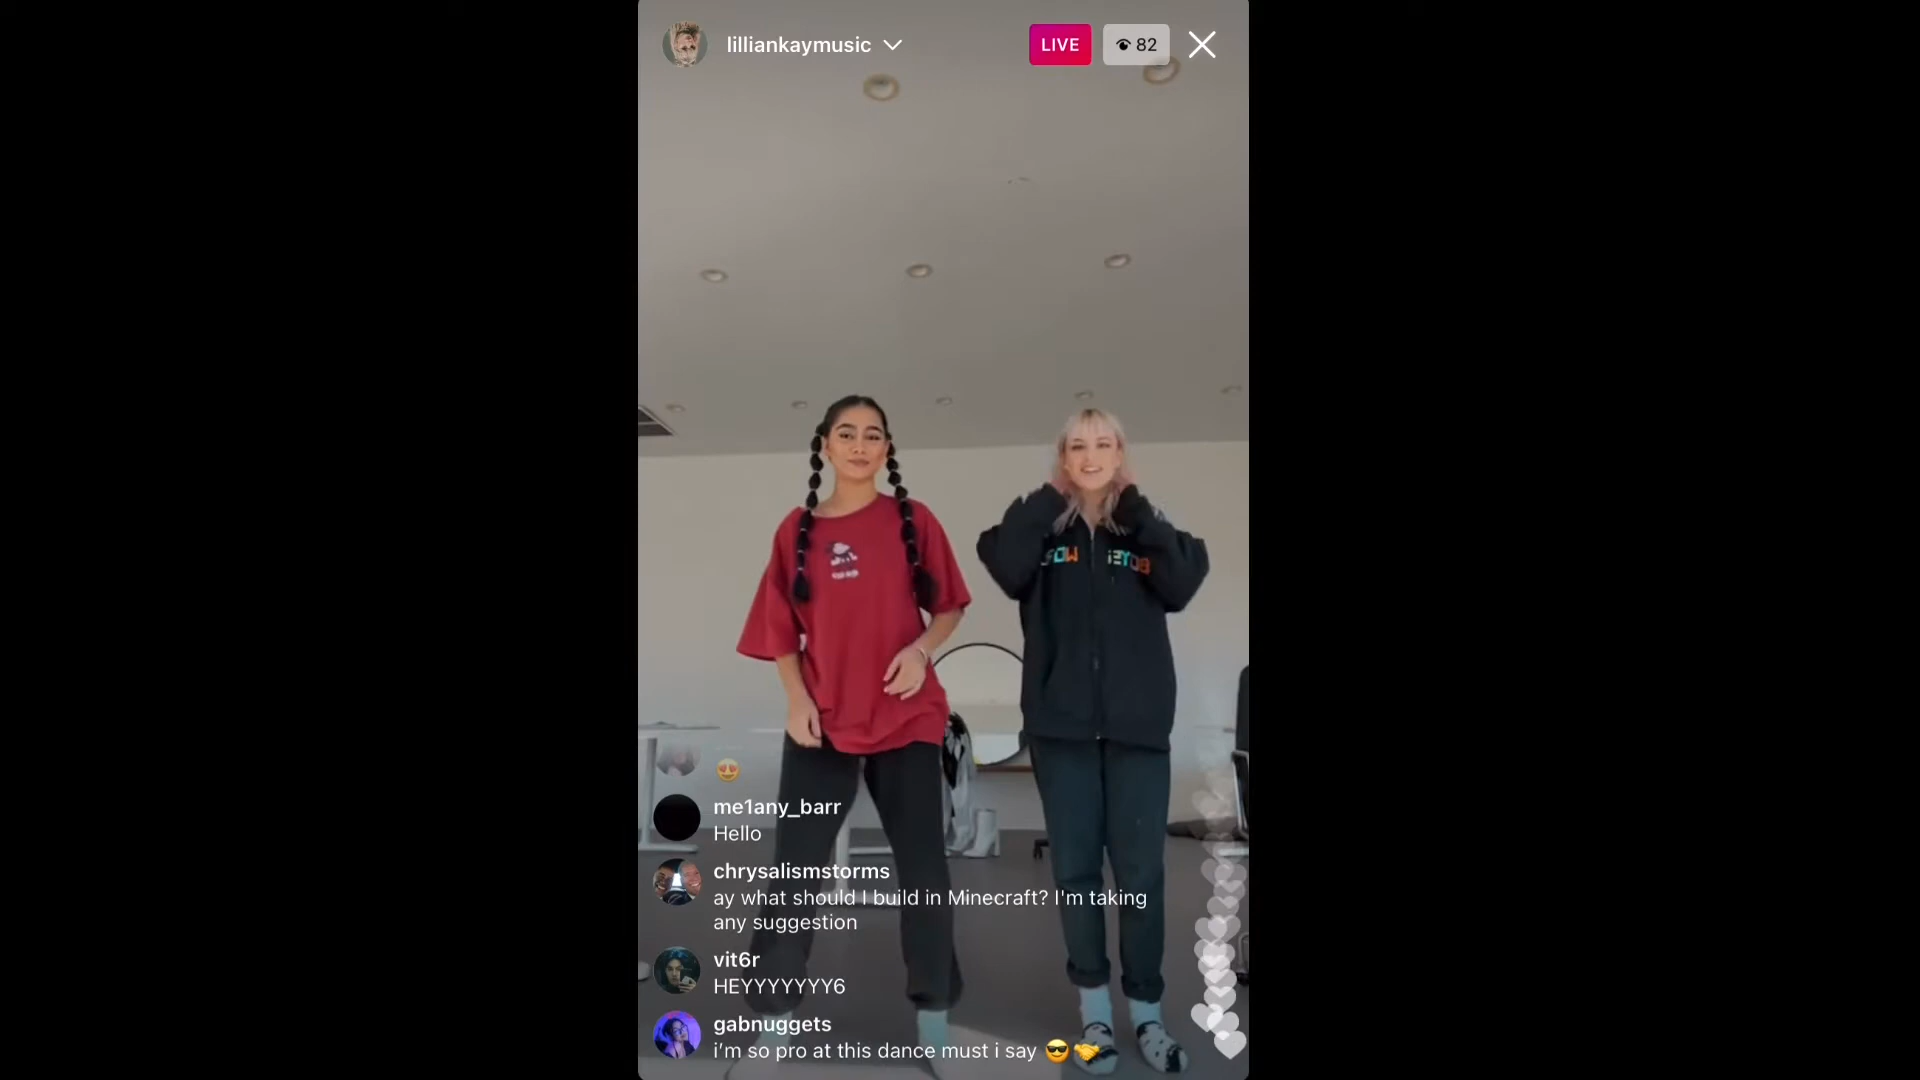 lilliankaymusic
LIVE
82
me1any_barr
Hello
chrysalismstorms
ay what should I build in Minecraft? I'm taking
any suggestion
vit6r
HEYYYYYYY6
gabnuggets
i’m so pro at this dance must i say 😎🤝